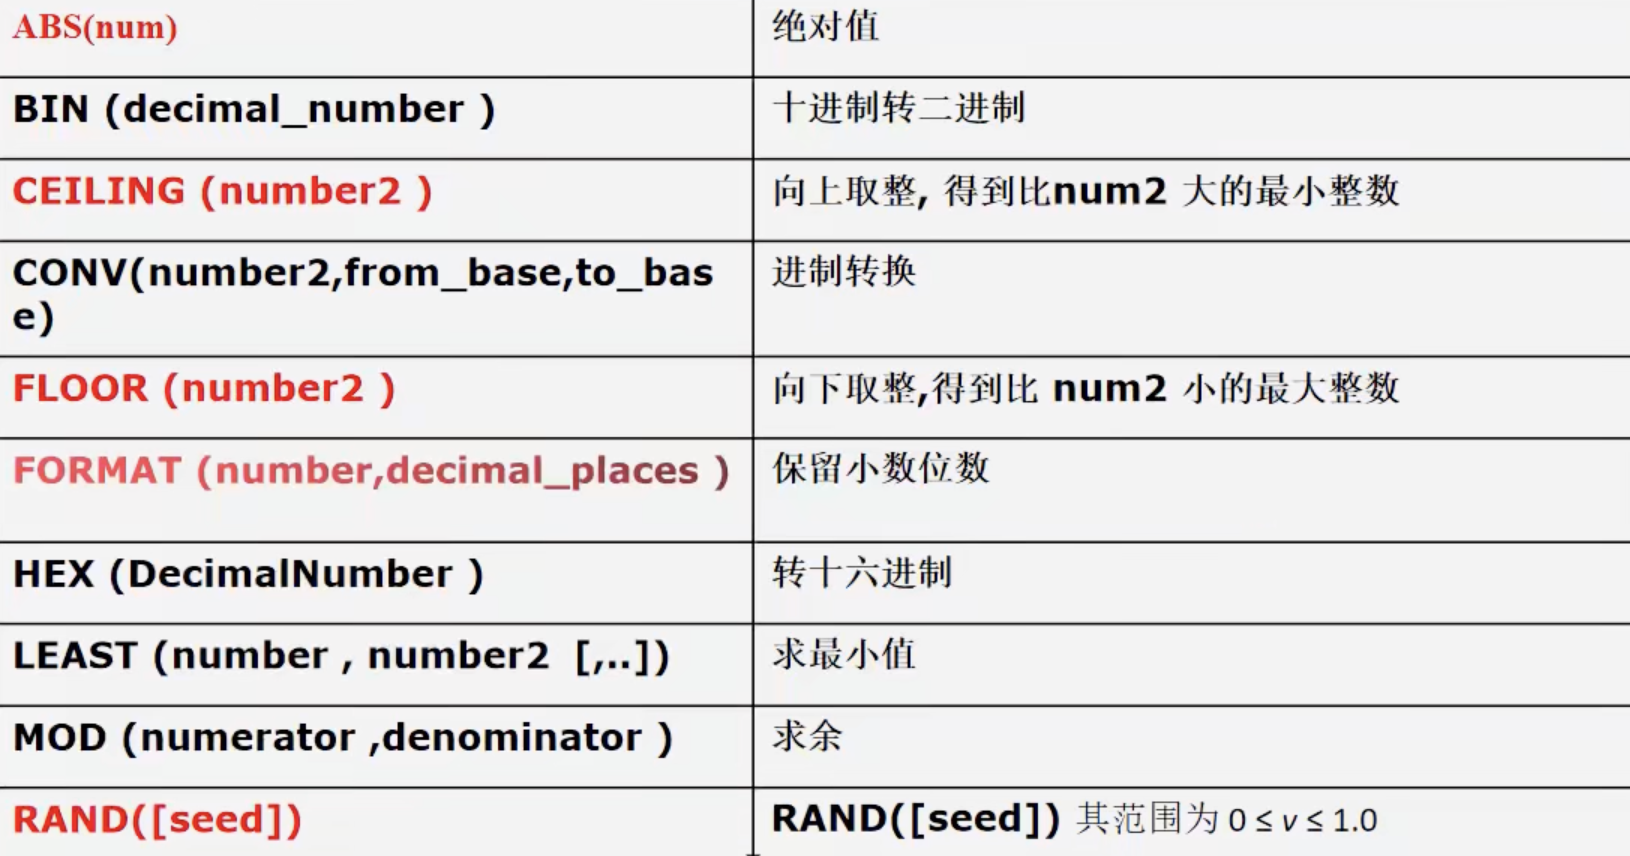 ABS(num)
绝对值
BIN (decimal_number )
十进制转二进制
CEILING (number2 )
向上取整, 得到比num2 大的最小整数
CONV(number2,from_base,to_bas
e)
进制转换
FLOOR (number2 )
向下取整,得到比 num2 小的最大整数
FORMAT (number,decimal_places )
保留小数位数
HEX (DecimalNumber )
转十六进制
LEAST (number , number2 [,..])
求最小值
MOD (numerator ,denominator )
求余
RAND([seed])
RAND([seed]) 其范围为 0 ≤ v ≤ 1.0